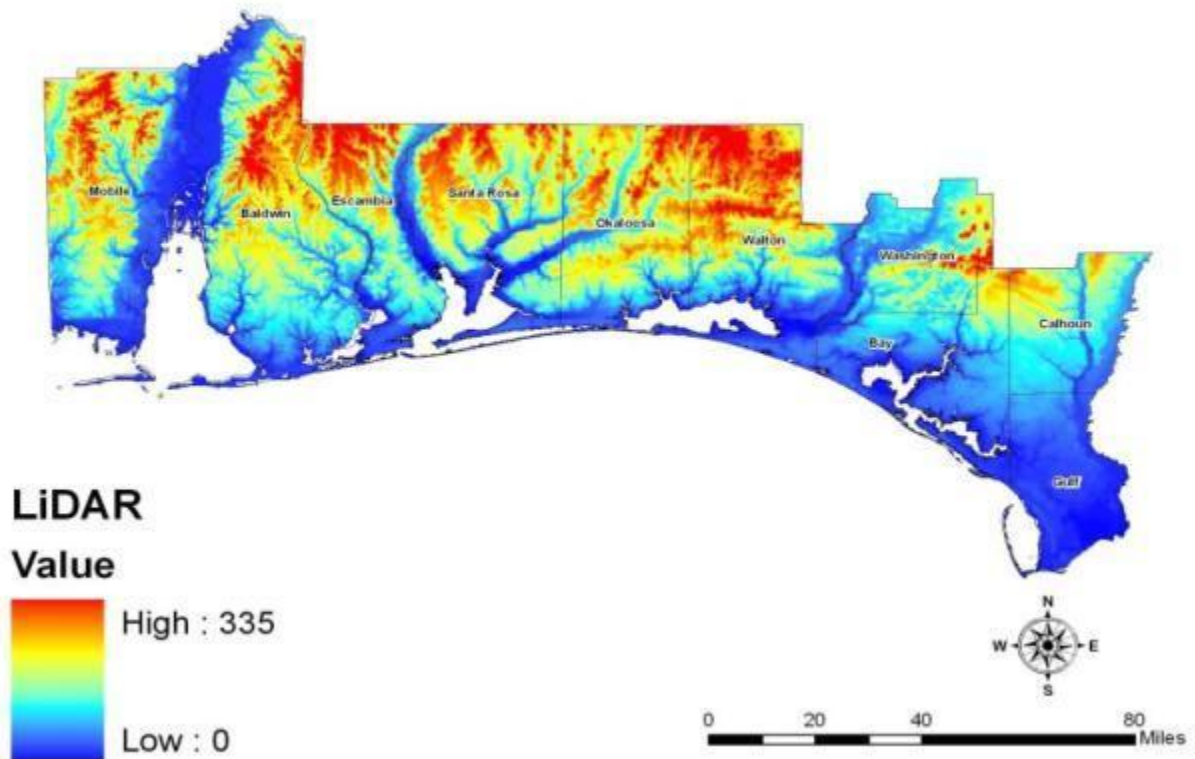 Mobile
Baldwin
Escambia
Santa Rosa
Okaloosa
Walton
Washington
Calhoun
Bay
Gulf
LiDAR
Value
High : 335
Low : 0
N
W E
S
0 20 40 80
Miles